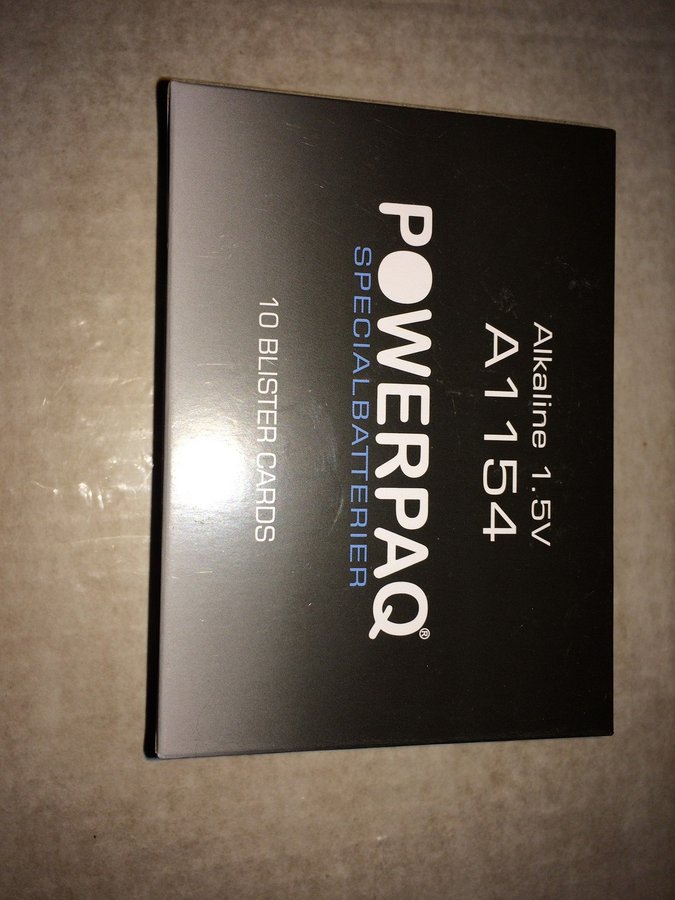 Alkaline 1.5V
A1154
POWERPAQ®
SPECIALBATTERIER
10 BLISTER CARDS